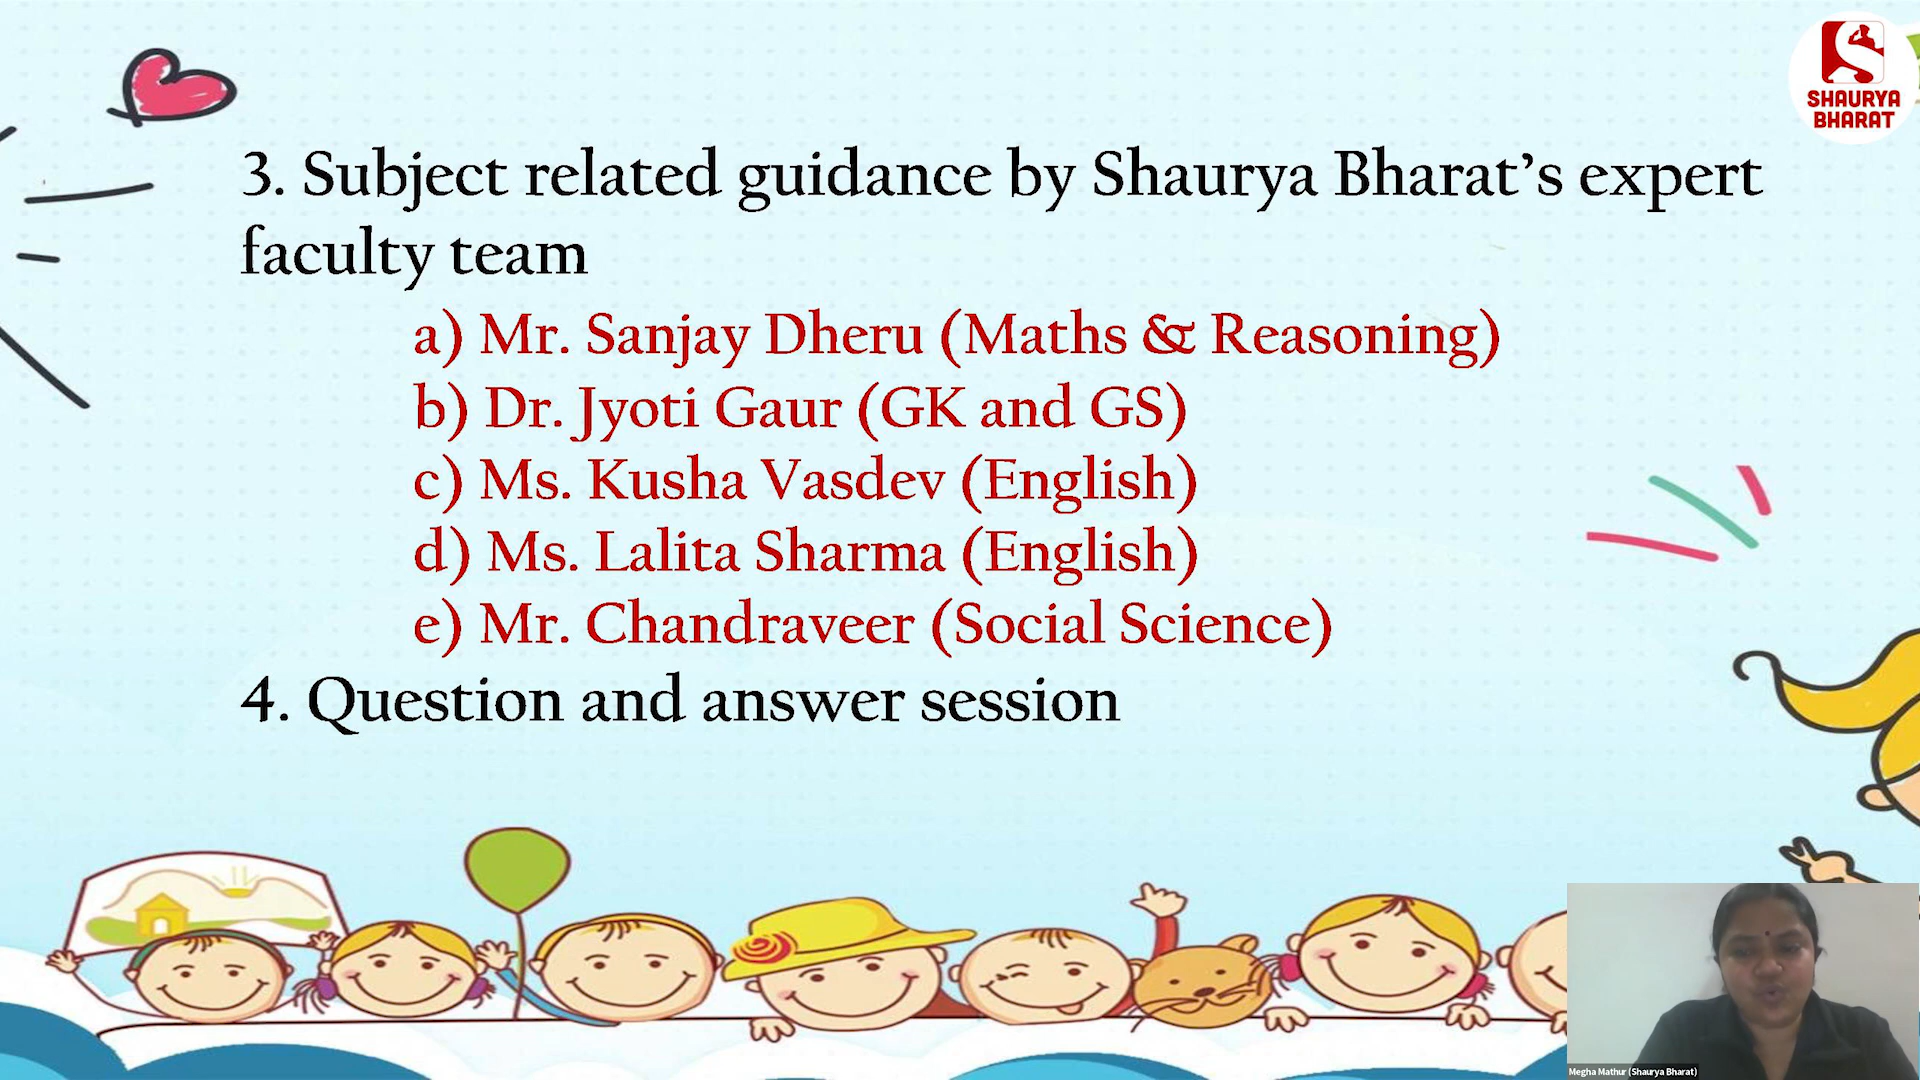 SHAURYA
BHARAT
3. Subject related guidance by Shaurya Bharat’s expert
faculty team
a) Mr. Sanjay Dheru (Maths & Reasoning)
b) Dr. Jyoti Gaur (GK and GS)
c) Ms. Kusha Vasdev (English)
d) Ms. Lalita Sharma (English)
e) Mr. Chandraveer (Social Science)
4. Question and answer session
Megha Mathur (Shaurya Bharat)